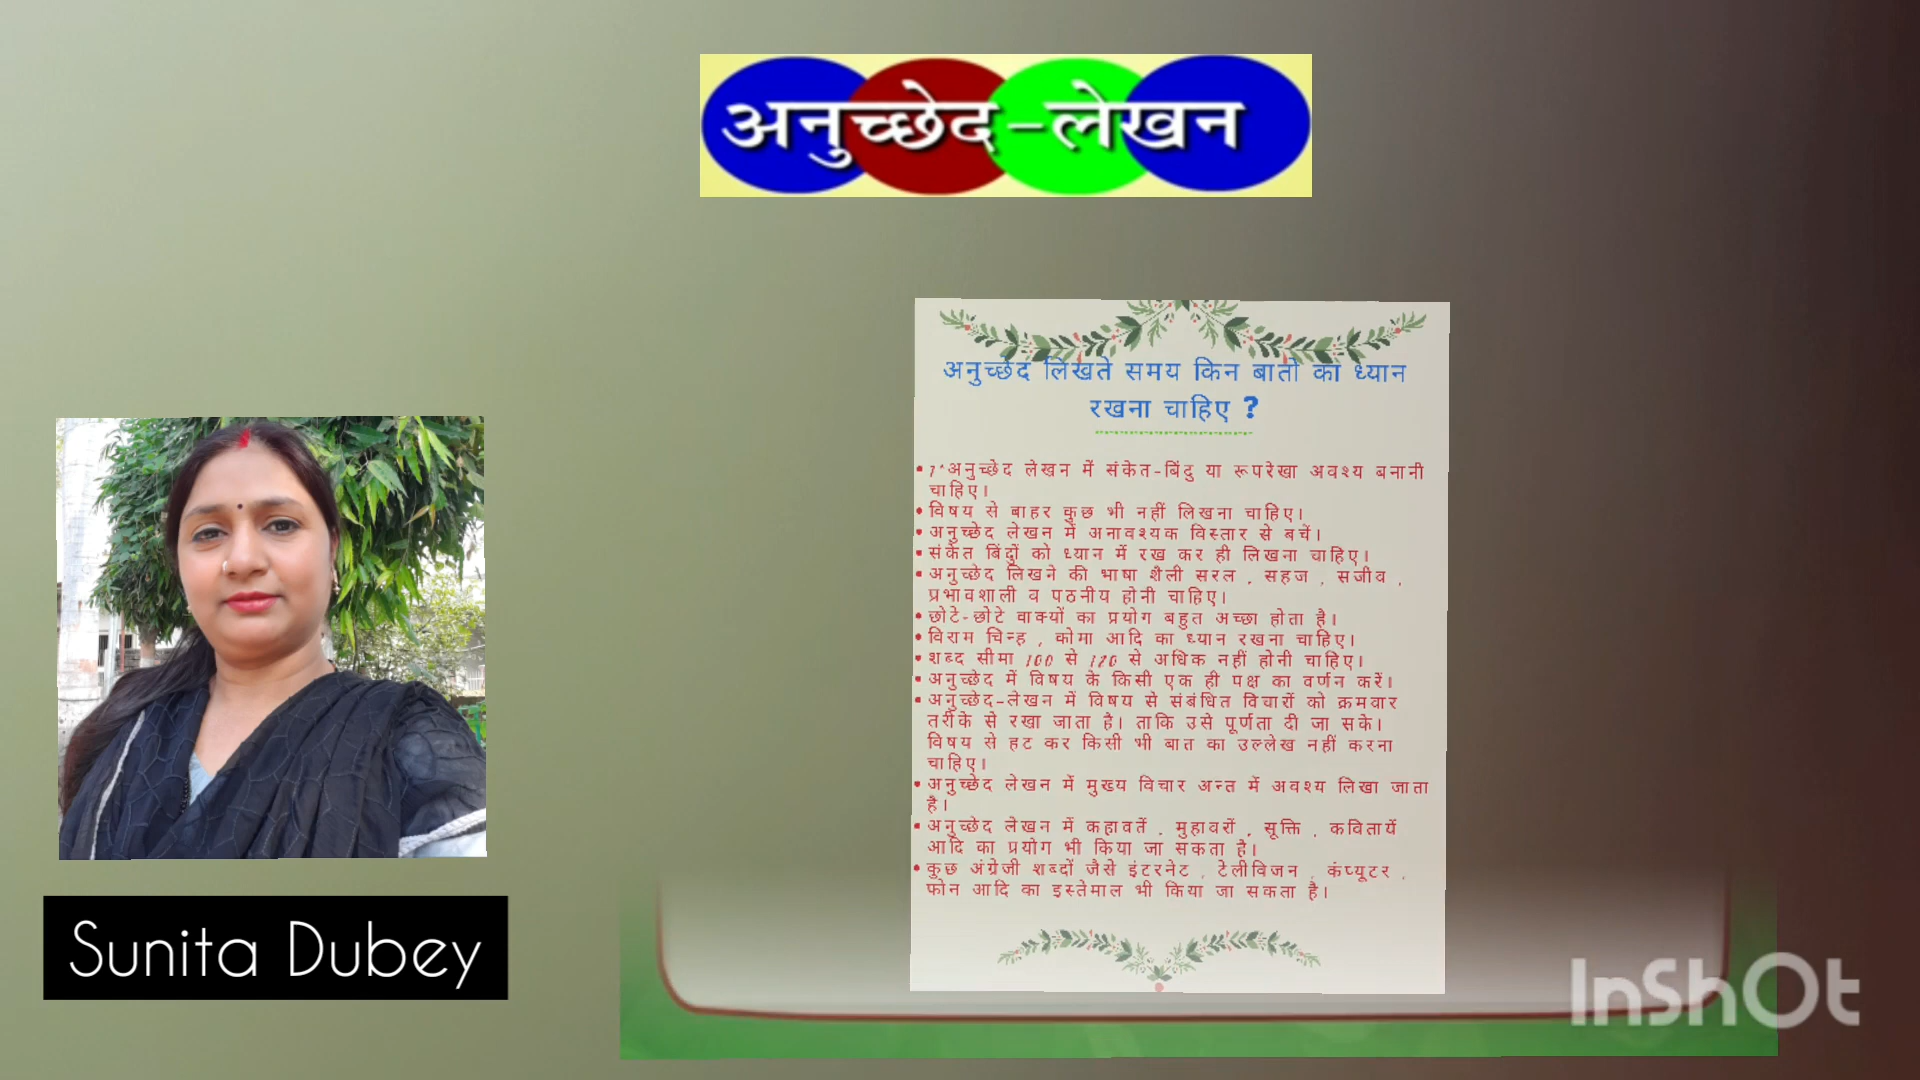 अनुच्छेद-लेखन
अनुच्छेद लिखते समय किन बातों का ध्यान
रखना चाहिए ?
• 1*अनुच्छेद लेखन में संकेत-बिंदु या रूपरेखा अवश्य बनानी
चाहिए।
• विषय से बाहर कुछ भी नहीं लिखना चाहिए।
• अनुच्छेद लेखन में अनावश्यक विस्तार से बचें।
• संकेत बिंदुों को ध्यान में रख कर ही लिखना चाहिए।
• अनुच्छेद लिखने की भाषा शैली सरल , सहज , सजीव ,
प्रभावशाली व पठनीय होनी चाहिए।
• छोटे-छोटे वाक्यों का प्रयोग बहुत अच्छा होता है।
• विराम चिन्ह , कोमा आदि का ध्यान रखना चाहिए।
• शब्द सीमा 100 से 120 से अधिक नहीं होनी चाहिए।
• अनुच्छेद में विषय के किसी एक ही पक्ष का वर्णन करें।
• अनुच्छेद-लेखन में विषय से संबंधित विचारों को क्रमवार
तरीके से रखा जाता है। ताकि उसे पूर्णता दी जा सके।
विषय से हट कर किसी भी बात का उल्लेख नहीं करना
चाहिए।
• अनुच्छेद लेखन में मुख्य विचार अन्त में अवश्य लिखा जाता
है।
• अनुच्छेद लेखन में कहावतें , मुहावरों , सूक्ति , कवितायें
आदि का प्रयोग भी किया जा सकता है।
• कुछ अंग्रेजी शब्दों जैसे इंटरनेट , टेलीविजन , कंप्यूटर ,
फोन आदि का इस्तेमाल भी किया जा सकता है।
Sunita Dubey
InShOt